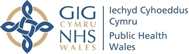 GIG
CYMRU
NHS
WALES
Iechyd Cyhoeddus
Cymru
Public Health
Wales